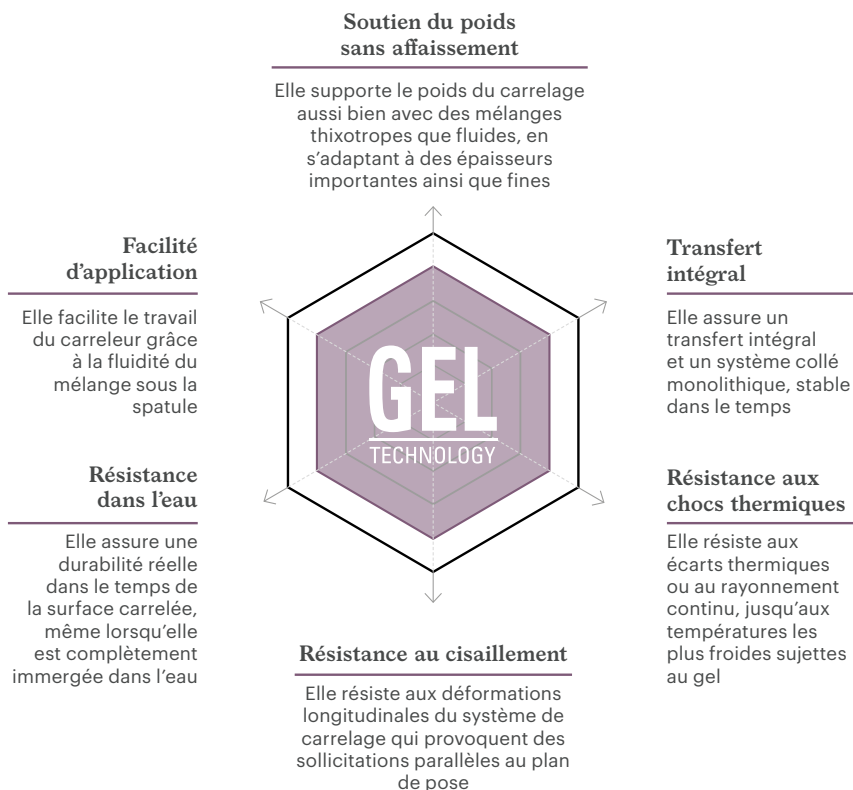 Soutien du poids
sans affaissement
Elle supporte le poids du carrelage
aussi bien avec des mélanges
thixotropes que fluides, en
s’adaptant à des épaisseurs
importantes ainsi que fines
Facilité
d’application
Elle facilite le travail
du carreleur grâce
à la fluidité du
mélange sous la
spatule
Transfert
intégral
Elle assure un
transfert intégral
et un système collé
monolithique, stable
dans le temps
GEL
TECHNOLOGY
Résistance
dans l’eau
Elle assure une
durabilité réelle
dans le temps de
la surface carrelée,
même lorsqu’elle
est complètement
immergée dans l’eau
Résistance aux
chocs thermiques
Elle résiste aux
écarts thermiques
ou au rayonnement
continu, jusqu’aux
températures les
plus froides sujettes
au gel
Résistance au cisaillement
Elle résiste aux déformations
longitudinales du système de
carrelage qui provoquent des
sollicitations parallèles au plan
de pose